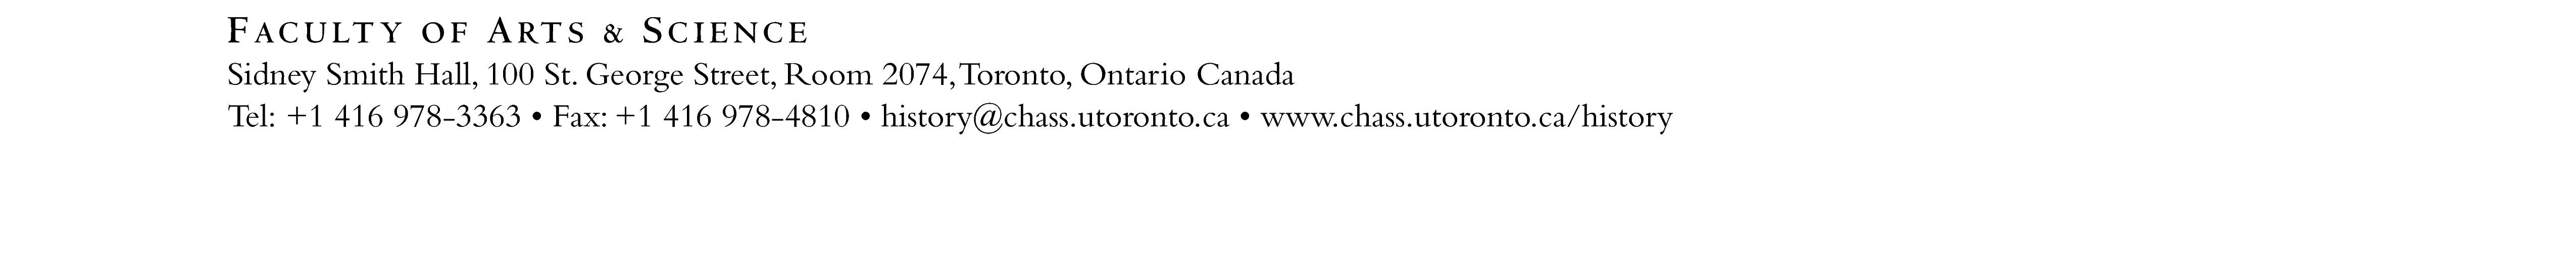 Faculty of Arts & Science
Sidney Smith Hall, 100 St. George Street, Room 2074, Toronto, Ontario Canada
Tel: +1 416 978-3363 • Fax: +1 416 978-4810 • history@chass.utoronto.ca • www.chass.utoronto.ca/history